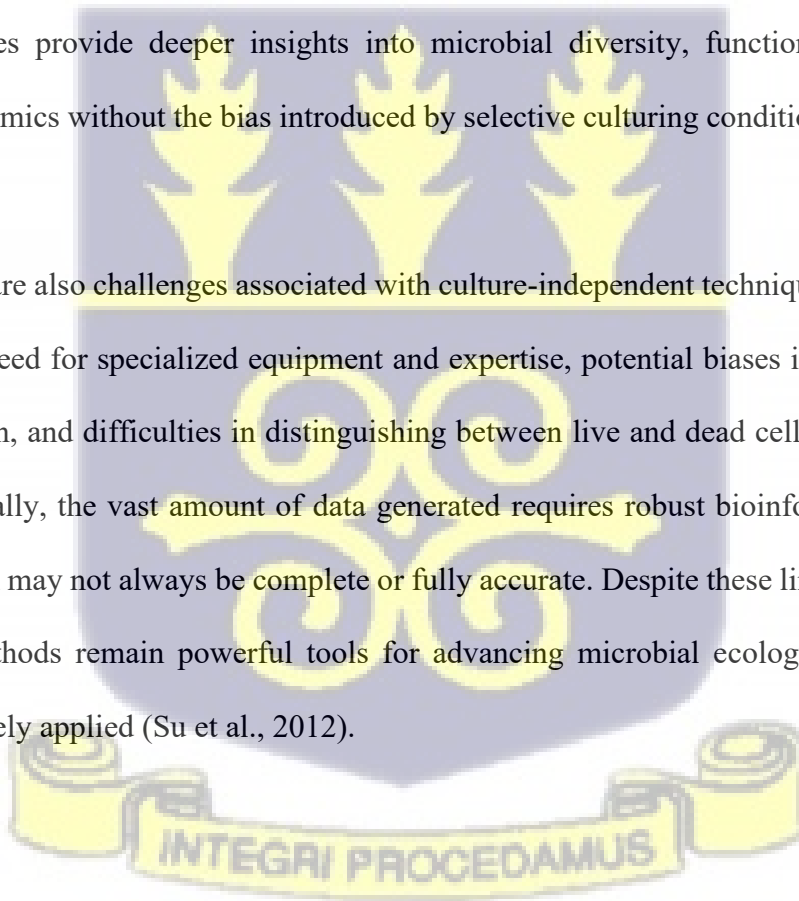 es provide deeper insights into microbial diversity, function
mics without the bias introduced by selective culturing conditio
re also challenges associated with culture-independent techniqu
eed for specialized equipment and expertise, potential biases i
n, and difficulties in distinguishing between live and dead cell
ally, the vast amount of data generated requires robust bioinfo
may not always be complete or fully accurate. Despite these li
thods remain powerful tools for advancing microbial ecolog
ely applied (Su et al., 2012).
INTEGRI PROCEDAMUS